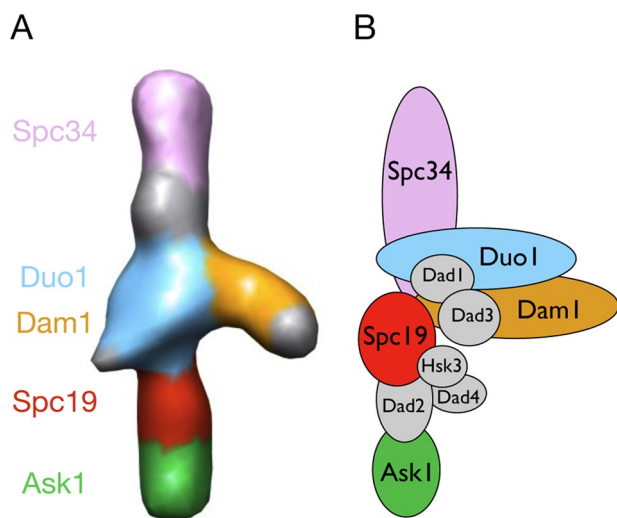 A
Spc34
Duo1
Dam1
Spc19
Ask1
B
Spc34
Duo1
Dad1
Dam1
Dad3
Spc19
Hsk3
Dad4
Dad2
Ask1